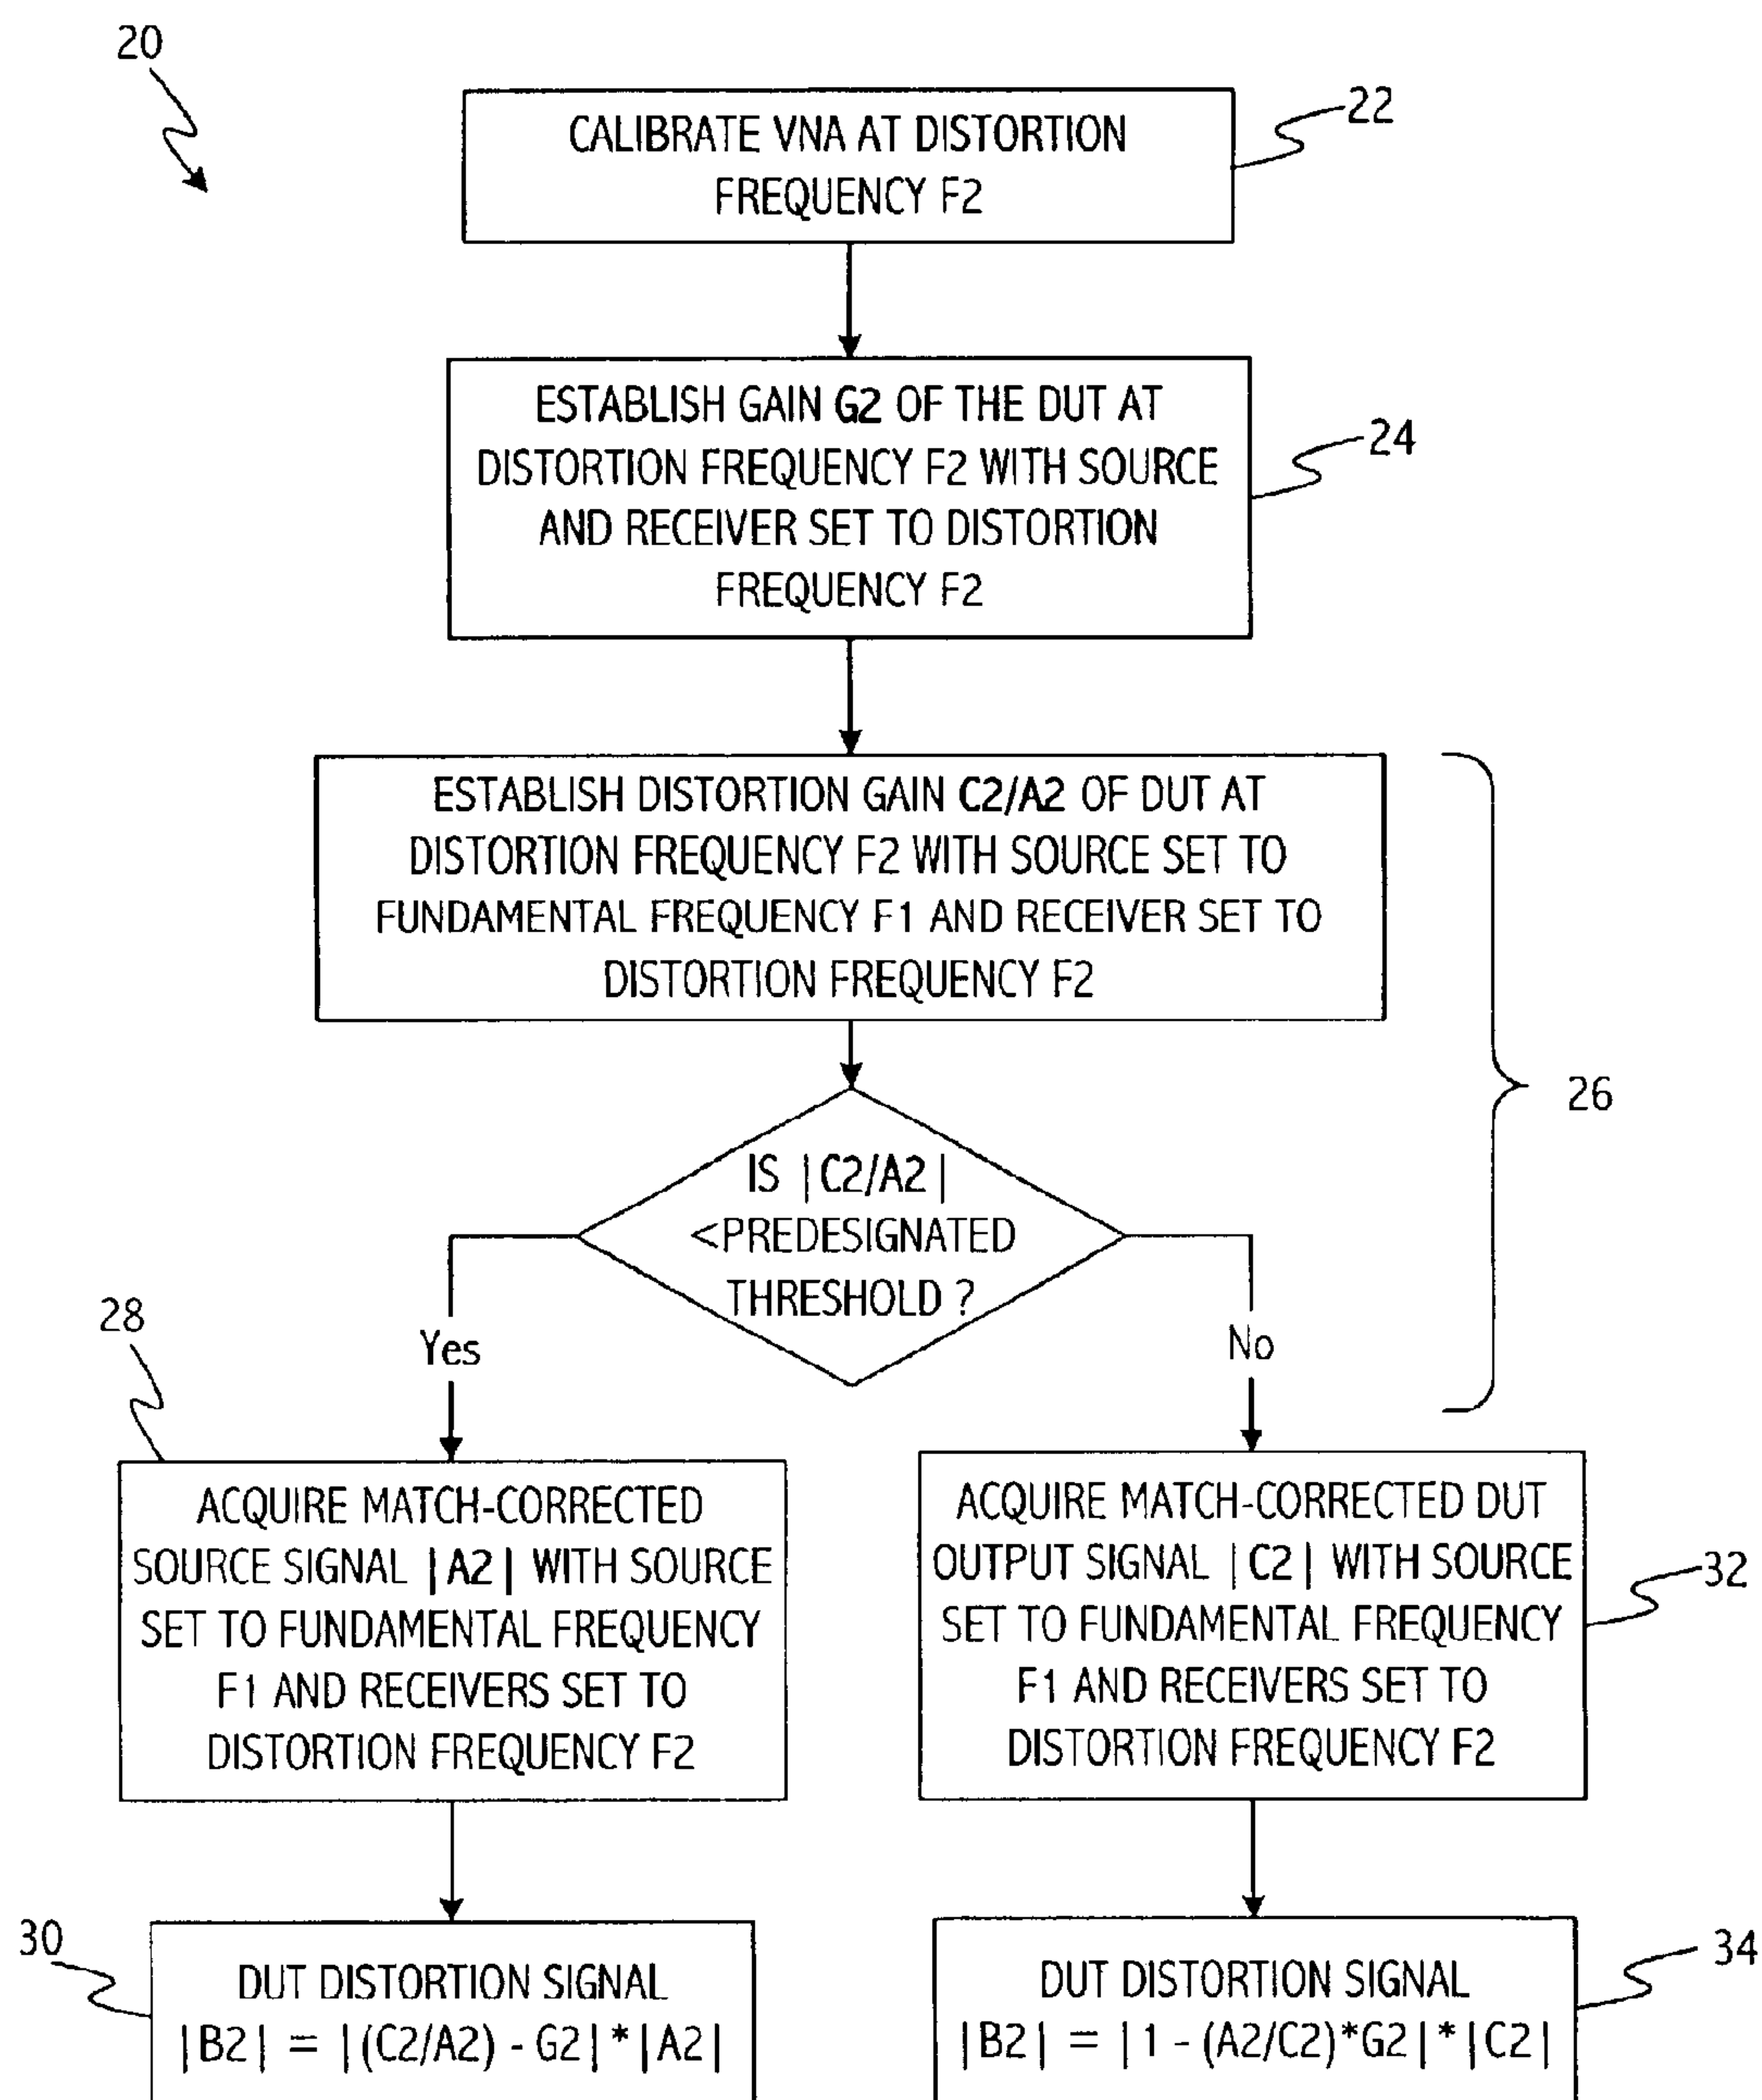 20
CALIBRATE VNA AT DISTORTION
FREQUENCY F2
22
ESTABLISH GAIN G2 OF THE DUT AT
DISTORTION FREQUENCY F2 WITH SOURCE
AND RECEIVER SET TO DISTORTION
FREQUENCY F2
24
ESTABLISH DISTORTION GAIN C2/A2 OF DUT AT
DISTORTION FREQUENCY F2 WITH SOURCE SET TO
FUNDAMENTAL FREQUENCY F1 AND RECEIVER SET TO
DISTORTION FREQUENCY F2
26
IS |C2/A2|
<PREDESIGNATED
THRESHOLD ?
Yes
No
28
ACQUIRE MATCH-CORRECTED
SOURCE SIGNAL |A2| WITH SOURCE
SET TO FUNDAMENTAL FREQUENCY
F1 AND RECEIVERS SET TO
DISTORTION FREQUENCY F2
ACQUIRE MATCH-CORRECTED DUT
OUTPUT SIGNAL |C2| WITH SOURCE
SET TO FUNDAMENTAL FREQUENCY
F1 AND RECEIVERS SET TO
DISTORTION FREQUENCY F2
32
30
DUT DISTORTION SIGNAL
|B2| = |(C2/A2) - G2|*|A2|
DUT DISTORTION SIGNAL
|B2| = |1 - (A2/C2)*G2|*|C2|
34